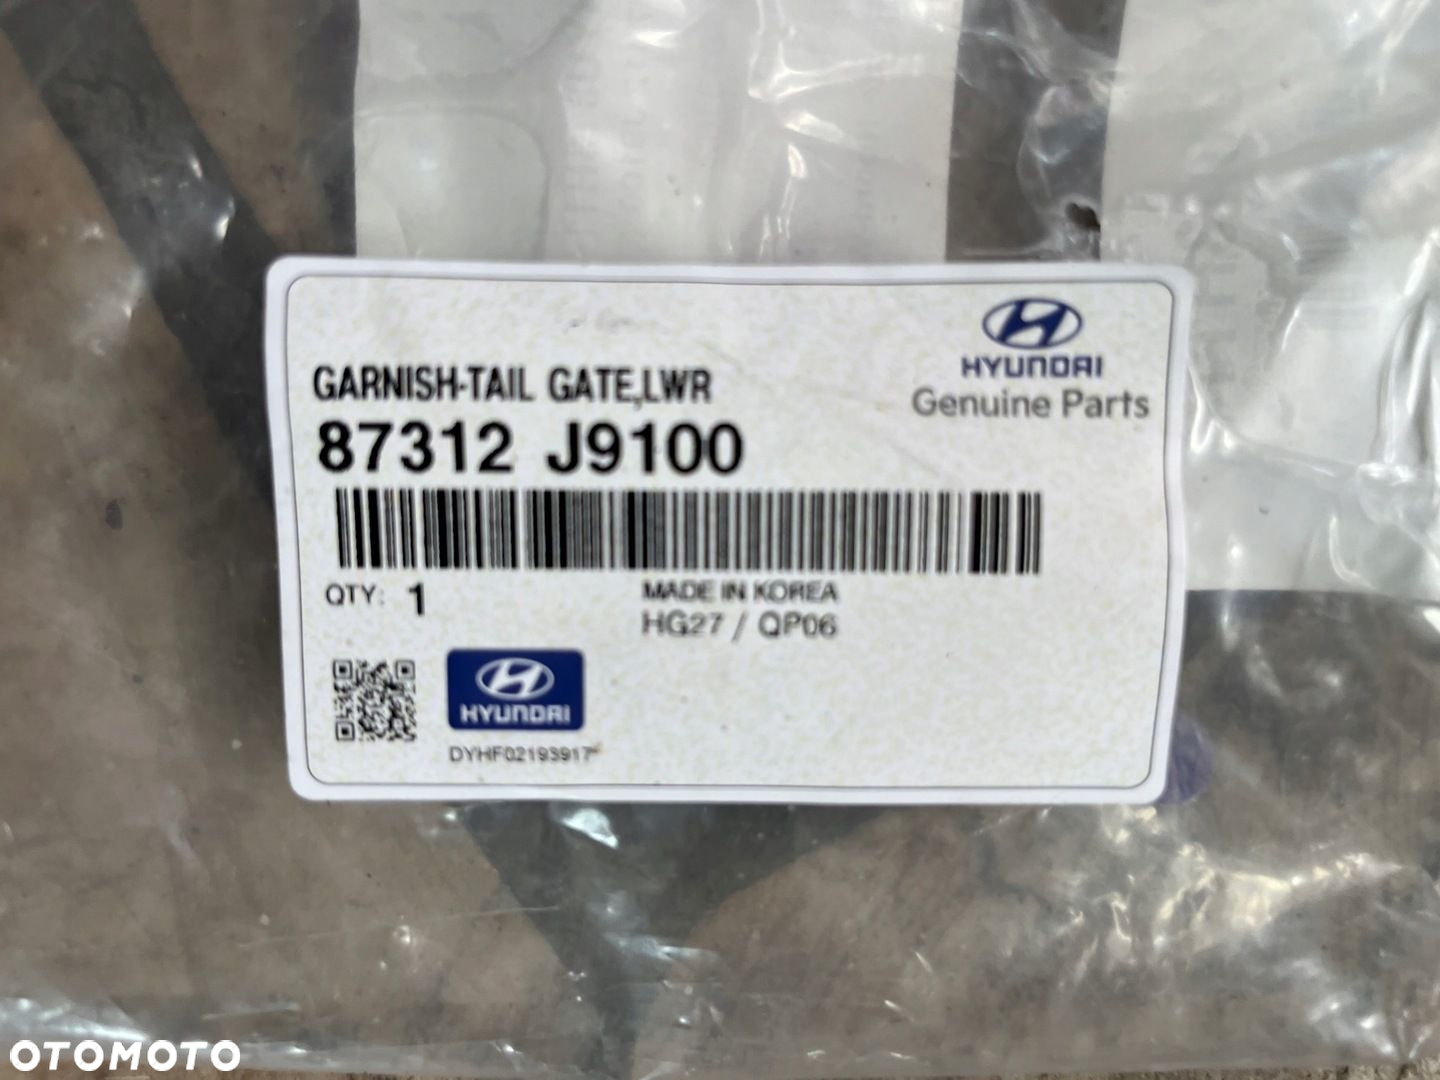 HYUNDAI
Genuine Parts
GARNISH-TAIL GATE,LWR
87312 J9100
QTY: 1
MADE IN KOREA
HG27 / QP06
HYUNDAI
DYHF02193917
OTOMOTO